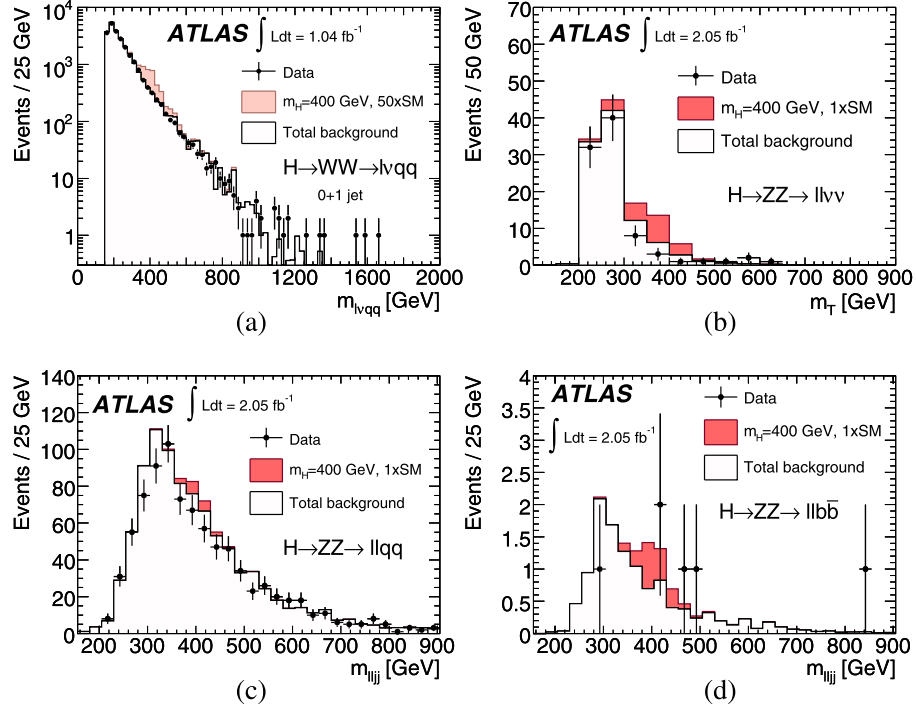 Events / 25 GeV
10⁴
10³
10²
10
1
ATLAS ∫ Ldt = 1.04 fb⁻¹
Data
m_H=400 GeV, 50xSM
Total background
H→WW→lνqq
0+1 jet
0 400 800 1200 1600 2000
m_lνqq [GeV]
(a)
Events / 50 GeV
70
60
50
40
30
20
10
0
ATLAS ∫ Ldt = 2.05 fb⁻¹
Data
m_H=400 GeV, 1xSM
Total background
H→ZZ→ llνν
100 200 300 400 500 600 700 800 900
m_T [GeV]
(b)
Events / 25 GeV
140
120
100
80
60
40
20
0
ATLAS ∫ Ldt = 2.05 fb⁻¹
Data
m_H=400 GeV, 1xSM
Total background
H→ZZ→ llqq
200 300 400 500 600 700 800 900
m_lljj [GeV]
(c)
Events / 25 GeV
4
3.5
3
2.5
2
1.5
1
0.5
0
ATLAS
∫ Ldt = 2.05 fb⁻¹
Data
m_H=400 GeV, 1xSM
Total background
H→ZZ→ llbb̅
200 300 400 500 600 700 800 900
m_lljj [GeV]
(d)